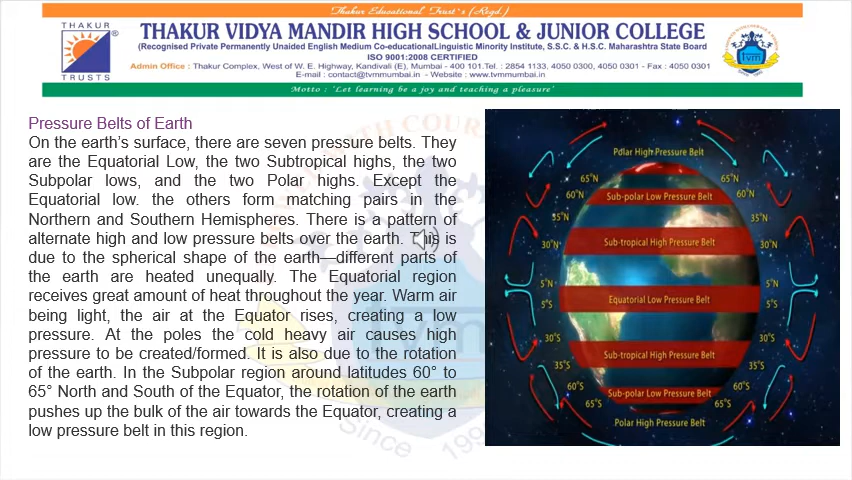 Thakur Educational Trust`s (Regd.)
THAKUR
TRUSTS
THAKUR VIDYA MANDIR HIGH SCHOOL & JUNIOR COLLEGE
(Recognised Private Permanently Unaided English Medium Co-educationalLinguistic Minority Institute, S.S.C. & H.S.C. Maharashtra State Board
ISO 9001:2008 CERTIFIED
Admin Office : Thakur Complex, West of W. E. Highway, Kandivali (E), Mumbai - 400 101.Tel. : 2854 1133, 4050 0300, 4050 0301 - Fax : 4050 0301
E-mail : contact@tvmmumbai.in - Website : www.tvmmumbai.in
tvm
Motto : 'Let learning be a joy and teaching a pleasure'
Pressure Belts of Earth
On the earth's surface, there are seven pressure belts. They
are the Equatorial Low, the two Subtropical highs, the two
Subpolar lows, and the two Polar highs. Except the
Equatorial low. the others form matching pairs in the
Northern and Southern Hemispheres. There is a pattern of
alternate high and low pressure belts over the earth. This is
due to the spherical shape of the earth—different parts of
the earth are heated unequally. The Equatorial region
receives great amount of heat throughout the year. Warm air
being light, the air at the Equator rises, creating a low
pressure. At the poles the cold heavy air causes high
pressure to be created/formed. It is also due to the rotation
of the earth. In the Subpolar region around latitudes 60° to
65° North and South of the Equator, the rotation of the earth
pushes up the bulk of the air towards the Equator, creating a
low pressure belt in this region.
tvm
Since
Polar High Pressure Belt
65°N 65°N
60°N Sub-polar Low Pressure Belt 60°N
35°N 35°N
30°N Sub-tropical High Pressure Belt 30°N
5°N 5°N
Equatorial Low Pressure Belt
5°S 5°S
30°S 30°S
Sub-tropical High Pressure Belt
35°S 35°S
60°S 60°S
Sub-polar Low Pressure Belt
65°S 65°S
Polar High Pressure Belt